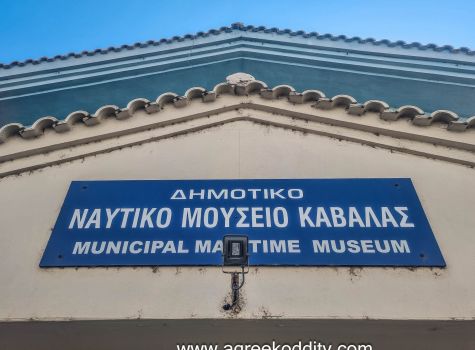 ΔΗΜΟΤΙΚΟ
ΝΑΥΤΙΚΟ ΜΟΥΣΕΙΟ ΚΑΒΑΛΑΣ
MUNICIPAL MARITIME MUSEUM
www.agreekoddity.com